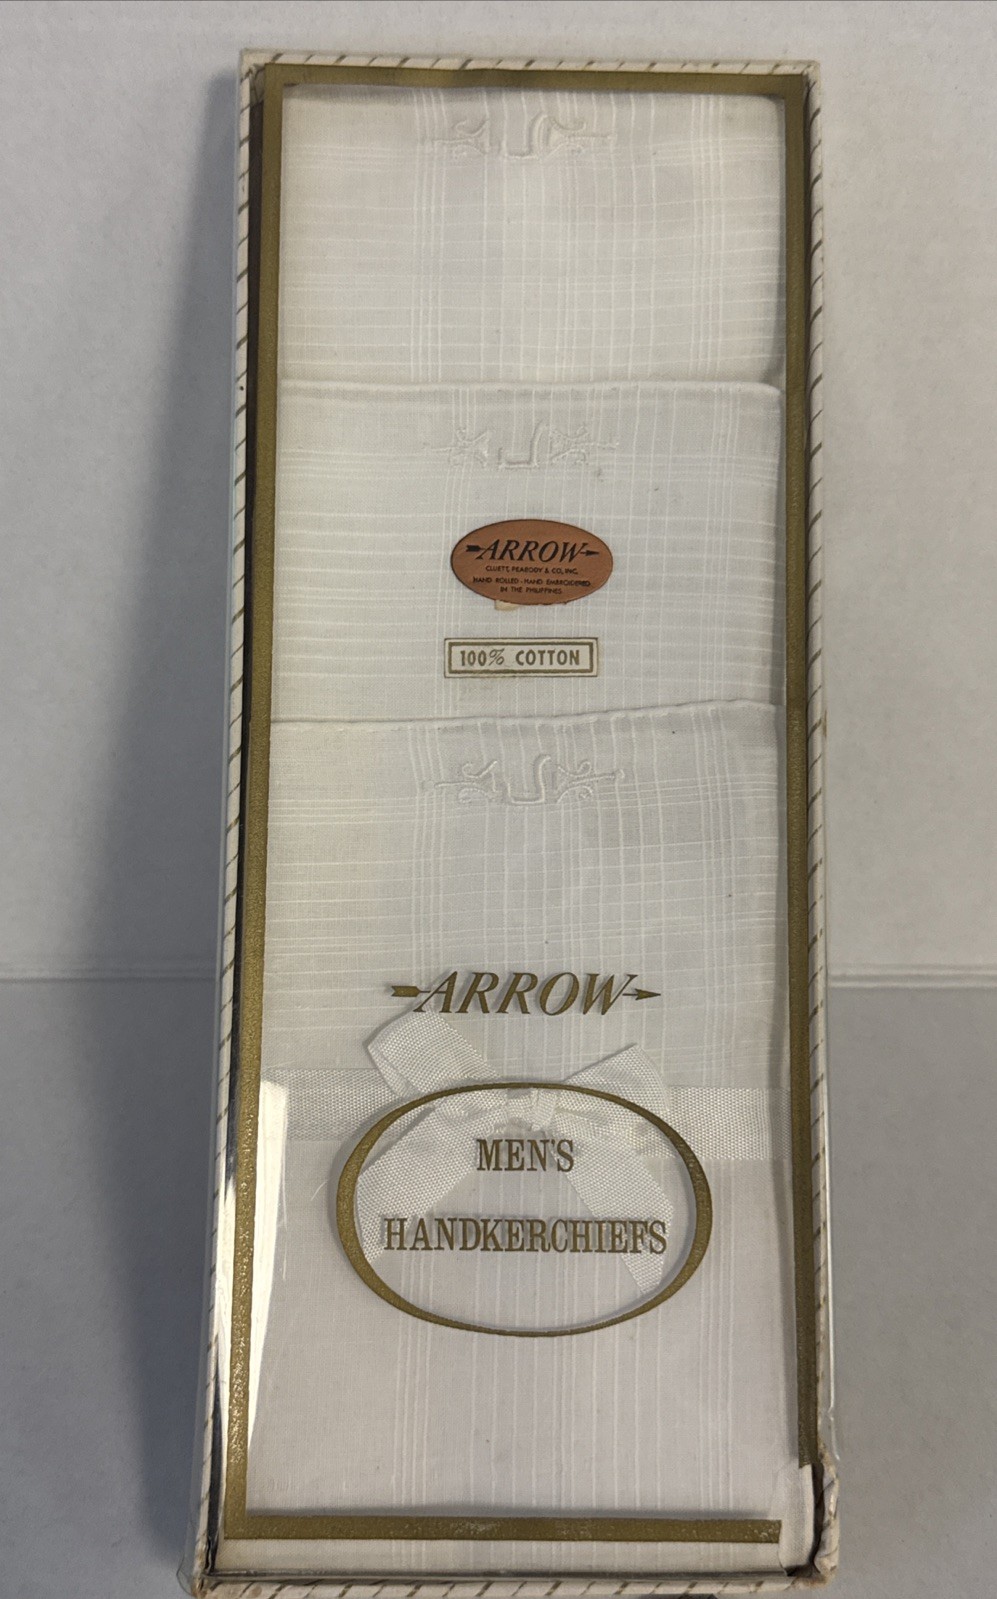 ARROW
CLUETT, PEABODY & CO., INC.
HAND ROLLED - HAND EMBROIDERED
IN THE PHILIPPINES
100% COTTON
ARROW
MEN'S
HANDKERCHIEFS